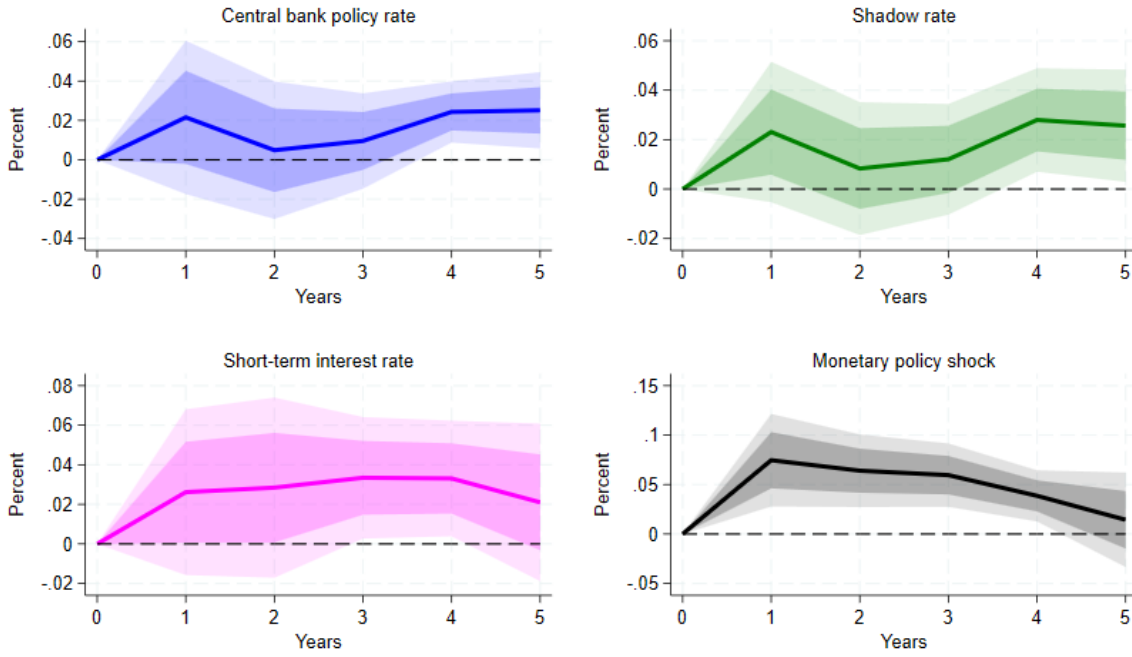 Central bank policy rate
Percent
.06
.04
.02
0
-.02
-.04
0 1 2 3 4 5
Years
Shadow rate
Percent
.06
.04
.02
0
-.02
0 1 2 3 4 5
Years
Short-term interest rate
Percent
.08
.06
.04
.02
0
-.02
0 1 2 3 4 5
Years
Monetary policy shock
Percent
.15
.1
.05
0
-.05
0 1 2 3 4 5
Years